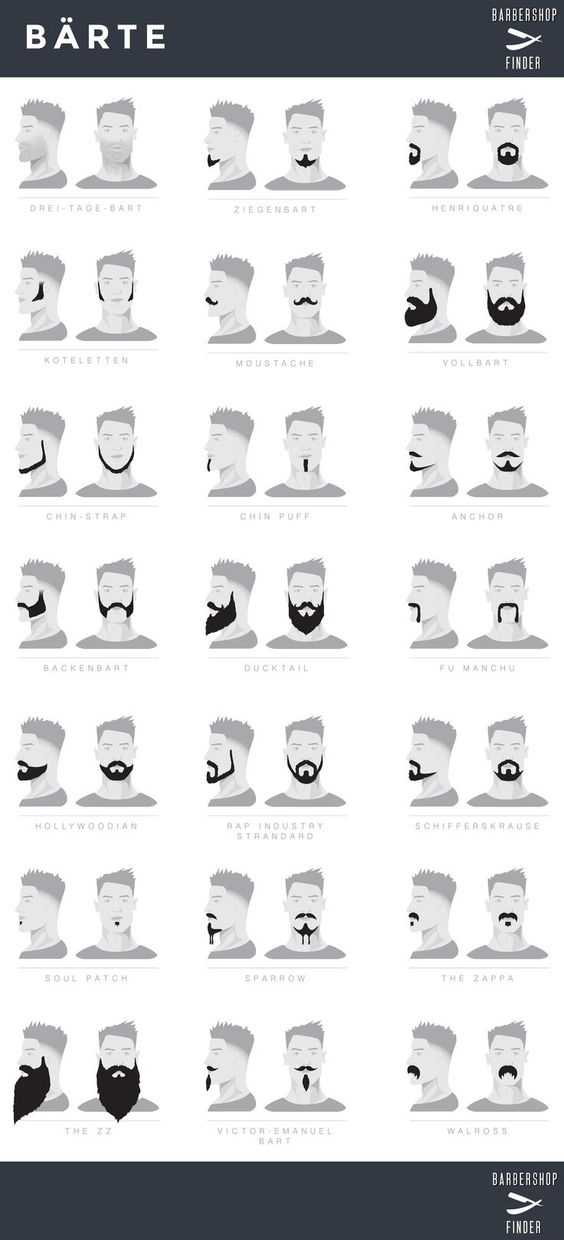 BÄRTE
BARBERSHOP
FINDER
DREI-TAGE-BART
ZIEGENBART
HENRIQUATRE
KOTELETTEN
MOUSTACHE
VOLLBART
CHIN-STRAP
CHIN PUFF
ANCHOR
BACKENBART
DUCKTAIL
FU MANCHU
HOLLYWOODIAN
RAP INDUSTRY
STRANDARD
SCHIFFERSKRAUSE
SOUL PATCH
SPARROW
THE ZAPPA
THE ZZ
VICTOR-EMANUEL
BART
WALROSS
BARBERSHOP
FINDER